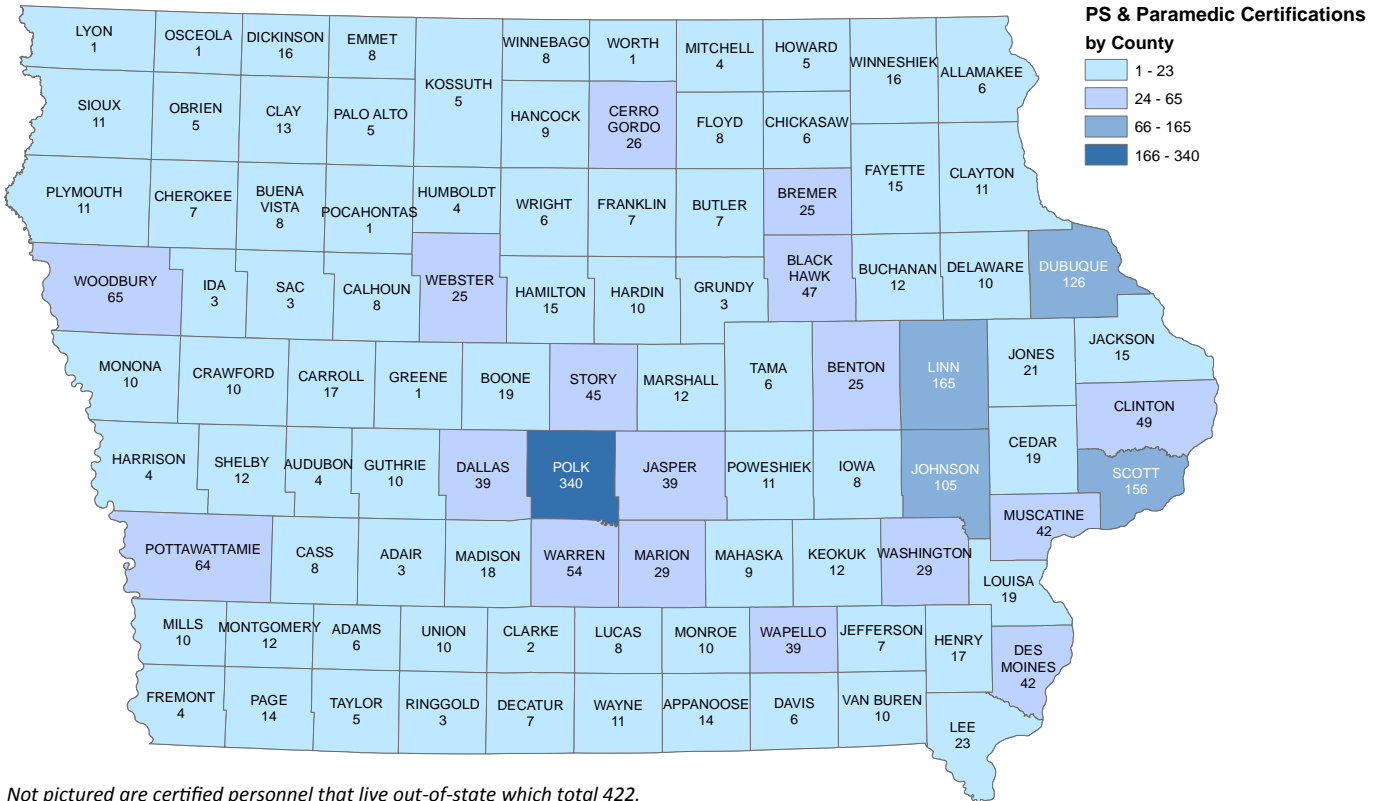 PS & Paramedic Certifications
by County
1 - 23
24 - 65
66 - 165
166 - 340
LYON
1
OSCEOLA
1
DICKINSON
16
EMMET
8
KOSSUTH
5
WINNEBAGO
8
WORTH
1
MITCHELL
4
HOWARD
5
WINNESHIEK
16
ALLAMAKEE
6
SIOUX
11
OBRIEN
5
CLAY
13
PALO ALTO
5
HANCOCK
9
CERRO
GORDO
26
FLOYD
8
CHICKASAW
6
FAYETTE
15
CLAYTON
11
PLYMOUTH
11
CHEROKEE
7
BUENA
VISTA
8
POCAHONTAS
1
HUMBOLDT
4
WRIGHT
6
FRANKLIN
7
BUTLER
7
BREMER
25
WOODBURY
65
IDA
3
SAC
3
CALHOUN
8
WEBSTER
25
HAMILTON
15
HARDIN
10
GRUNDY
3
BLACK
HAWK
47
BUCHANAN
12
DELAWARE
10
DUBUQUE
126
MONONA
10
CRAWFORD
10
CARROLL
17
GREENE
1
BOONE
19
STORY
45
MARSHALL
12
TAMA
6
BENTON
25
LINN
165
JONES
21
JACKSON
15
CLINTON
49
HARRISON
4
SHELBY
12
AUDUBON
4
GUTHRIE
10
DALLAS
39
POLK
340
JASPER
39
POWESHIEK
11
IOWA
8
JOHNSON
105
CEDAR
19
SCOTT
156
MUSCATINE
42
POTTAWATTAMIE
64
CASS
8
ADAIR
3
MADISON
18
WARREN
54
MARION
29
MAHASKA
9
KEOKUK
12
WASHINGTON
29
LOUISA
19
MILLS
10
MONTGOMERY
12
ADAMS
6
UNION
10
CLARKE
2
LUCAS
8
MONROE
10
WAPELLO
39
JEFFERSON
7
HENRY
17
DES
MOINES
42
FREMONT
4
PAGE
14
TAYLOR
5
RINGGOLD
3
DECATUR
7
WAYNE
11
APPANOOSE
14
DAVIS
6
VAN BUREN
10
LEE
23
Not pictured are certified personnel that live out-of-state which total 422.